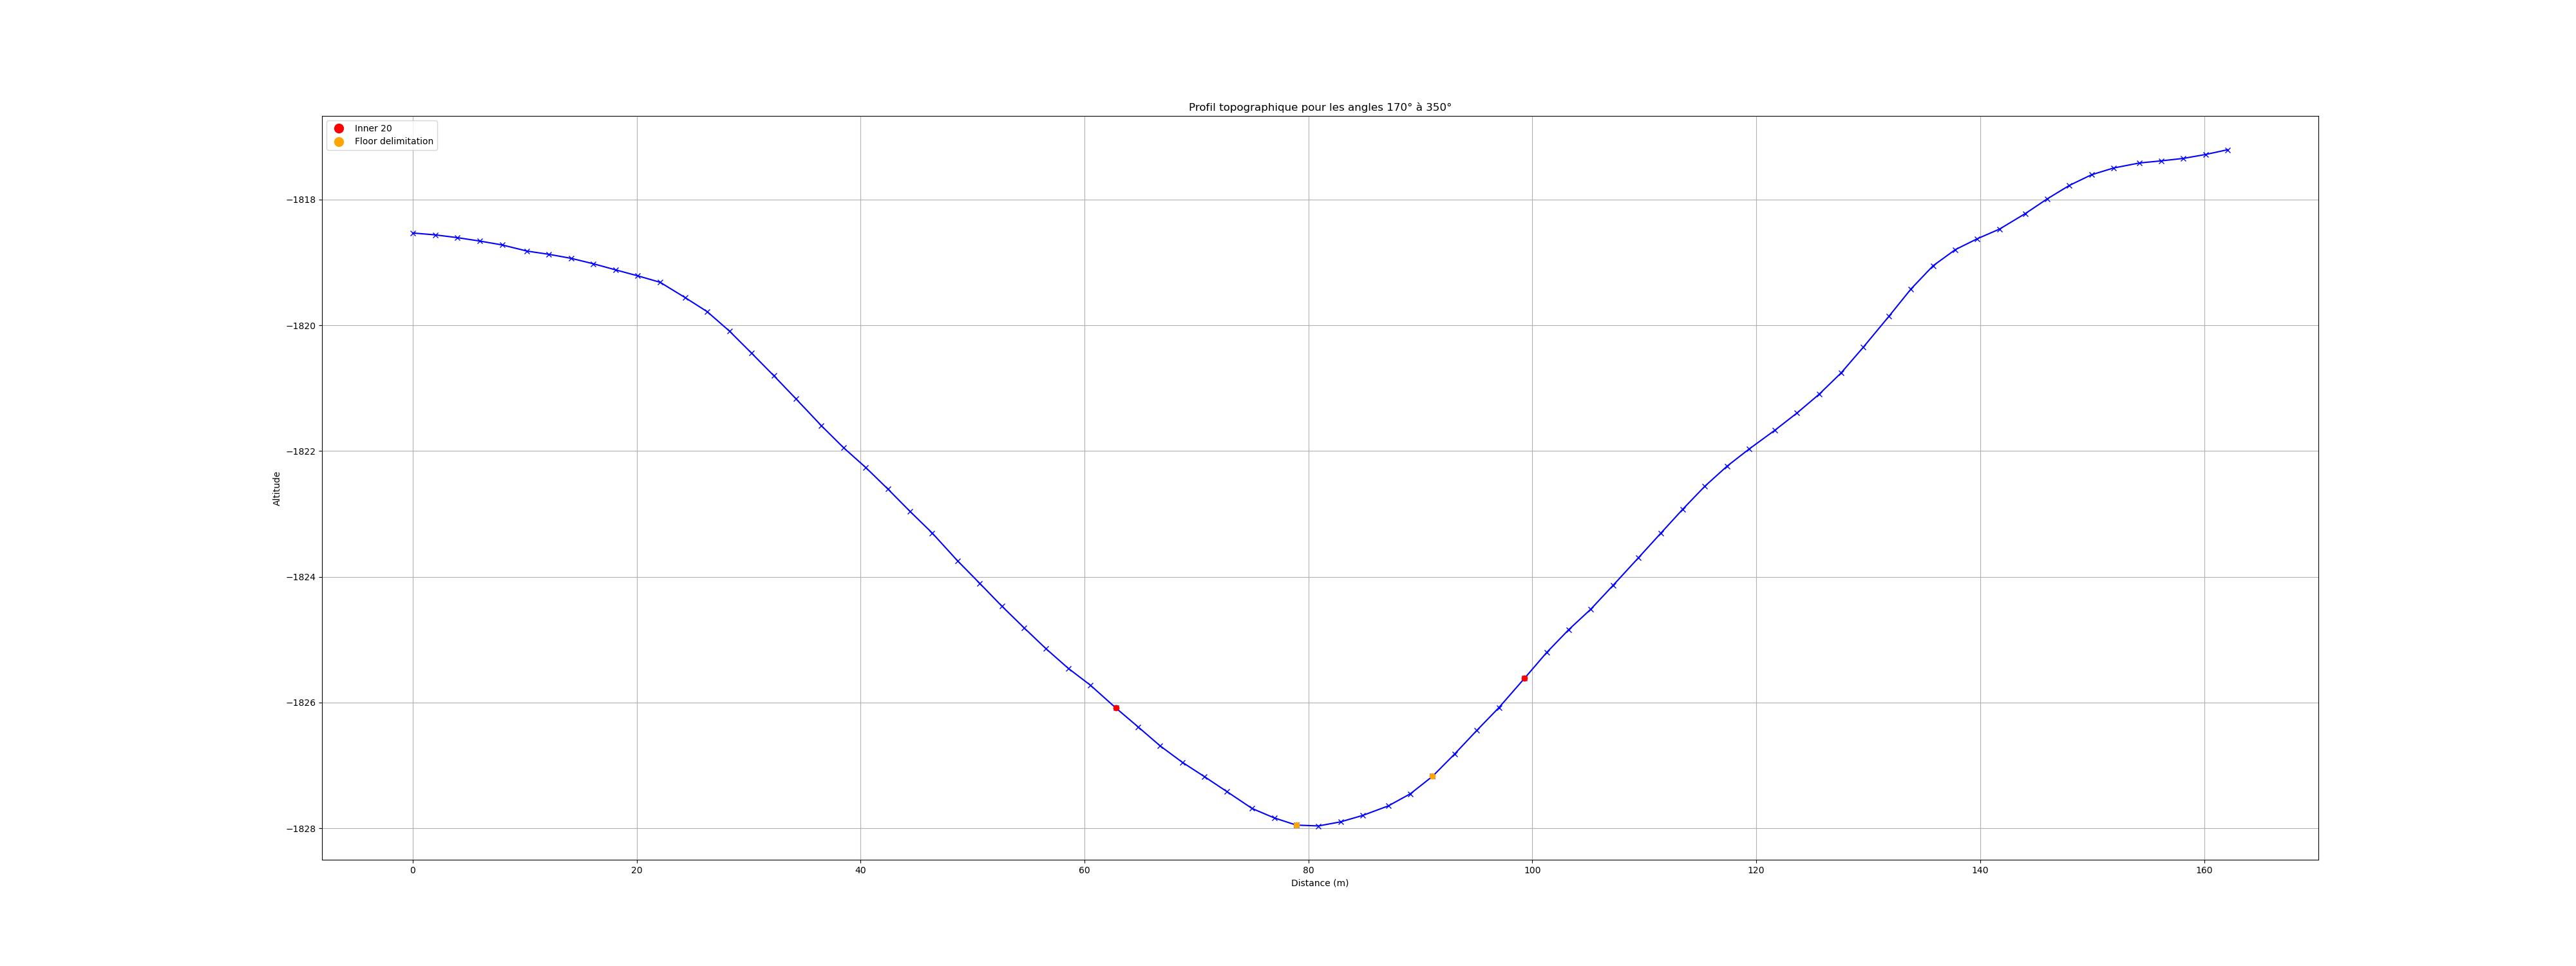 Profil topographique pour les angles 170° à 350°
Inner 20
Floor delimitation
−1818
−1820
−1822
−1824
−1826
−1828
Altitude
0 20 40 60 80 100 120 140 160
Distance (m)